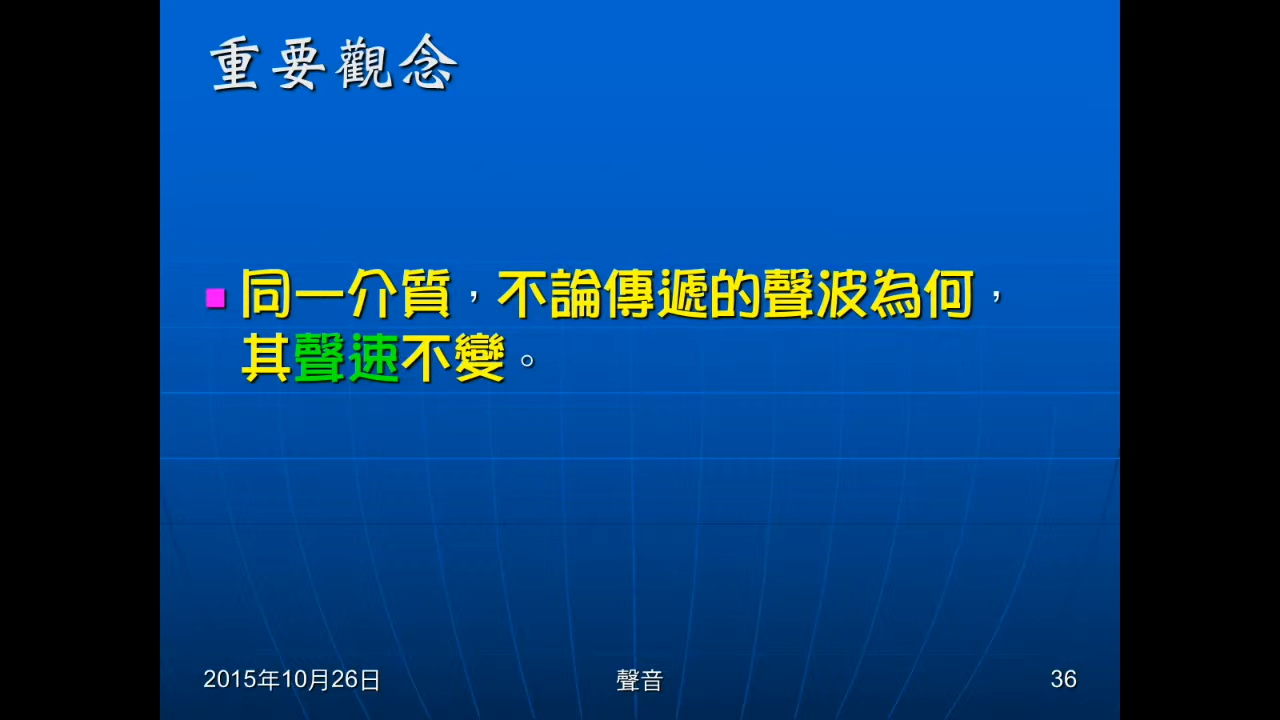 重要觀念
同一介質，不論傳遞的聲波為何，
其聲速不變。
2015年10月26日
聲音
36